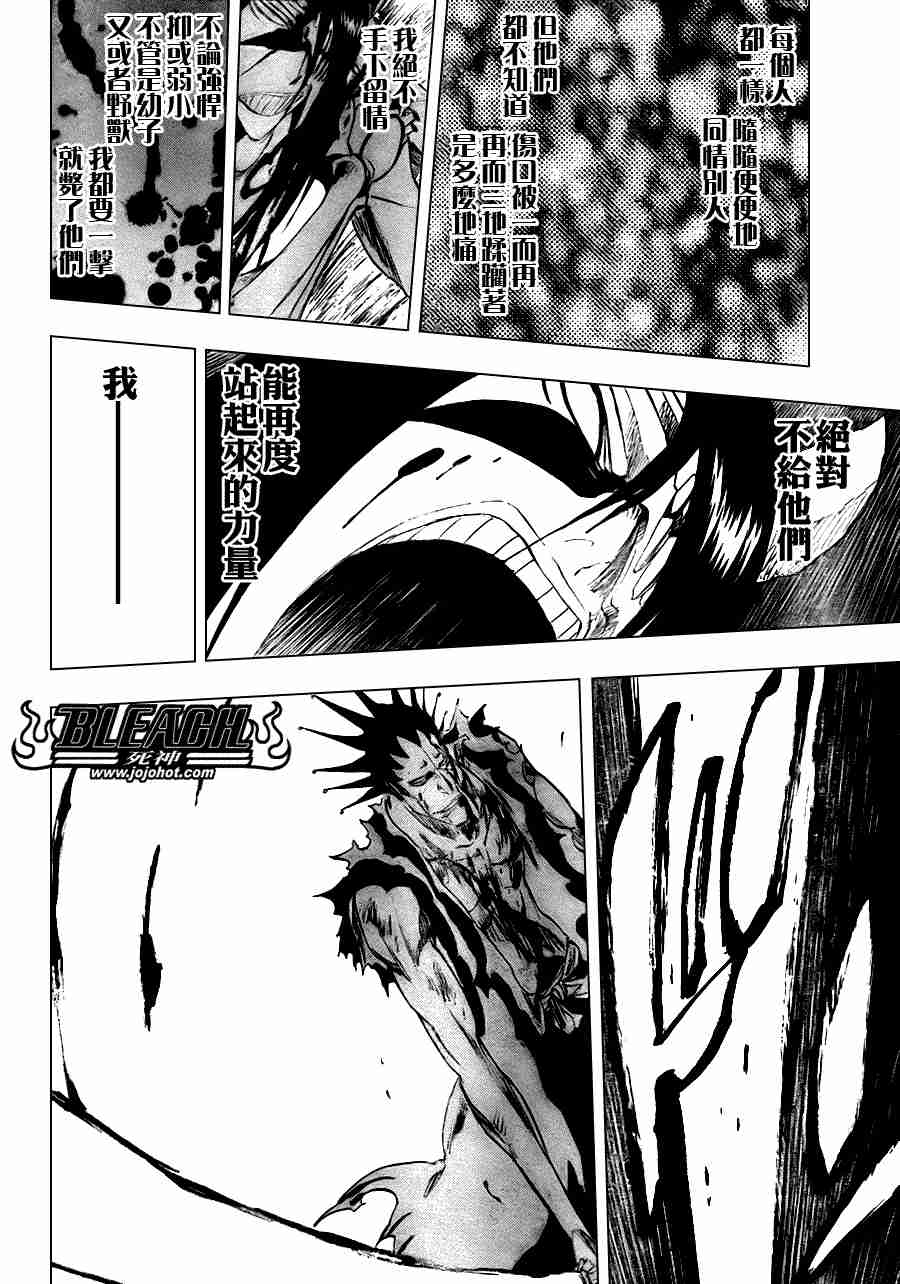 每個人
都一樣
隨隨便便地
同情別人
但他們
都不知道
傷口被一而再
再而三地蹂躪著
是多麼地痛
我絕不
手下留情
不論強悍
抑或弱小
不管是幼子
又或者野獸
我都要一擊
就斃了他們
絕對
不給他們
能再度
站起來的力量
我——
BLEACH
死神
www.jojohot.com